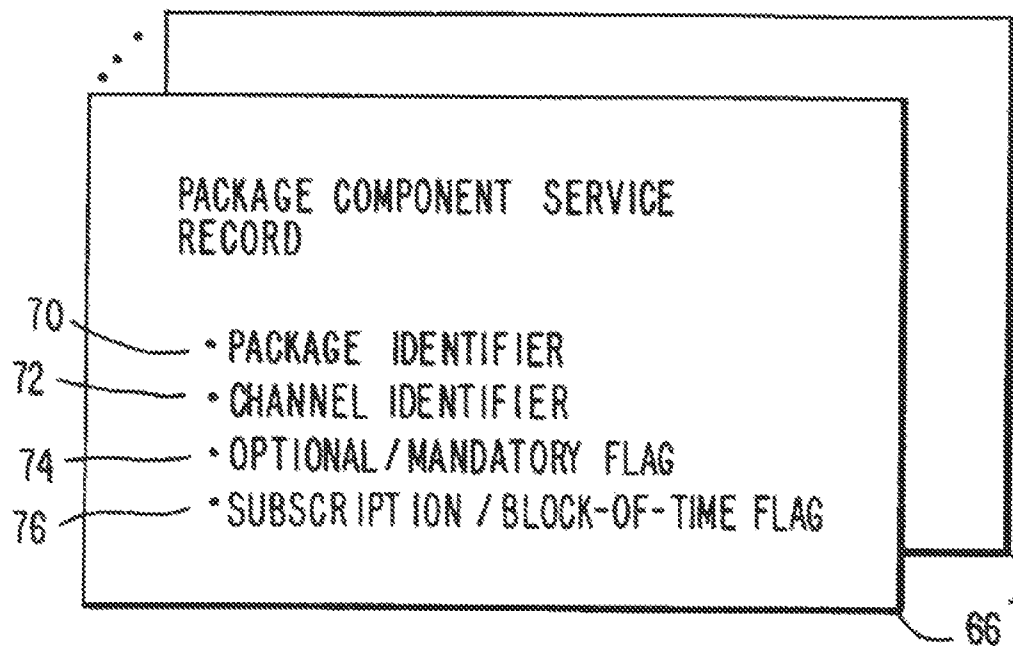 PACKAGE COMPONENT SERVICE
RECORD
70
• PACKAGE IDENTIFIER
72
• CHANNEL IDENTIFIER
74
• OPTIONAL/MANDATORY FLAG
76
• SUBSCRIPTION/BLOCK-OF-TIME FLAG
66